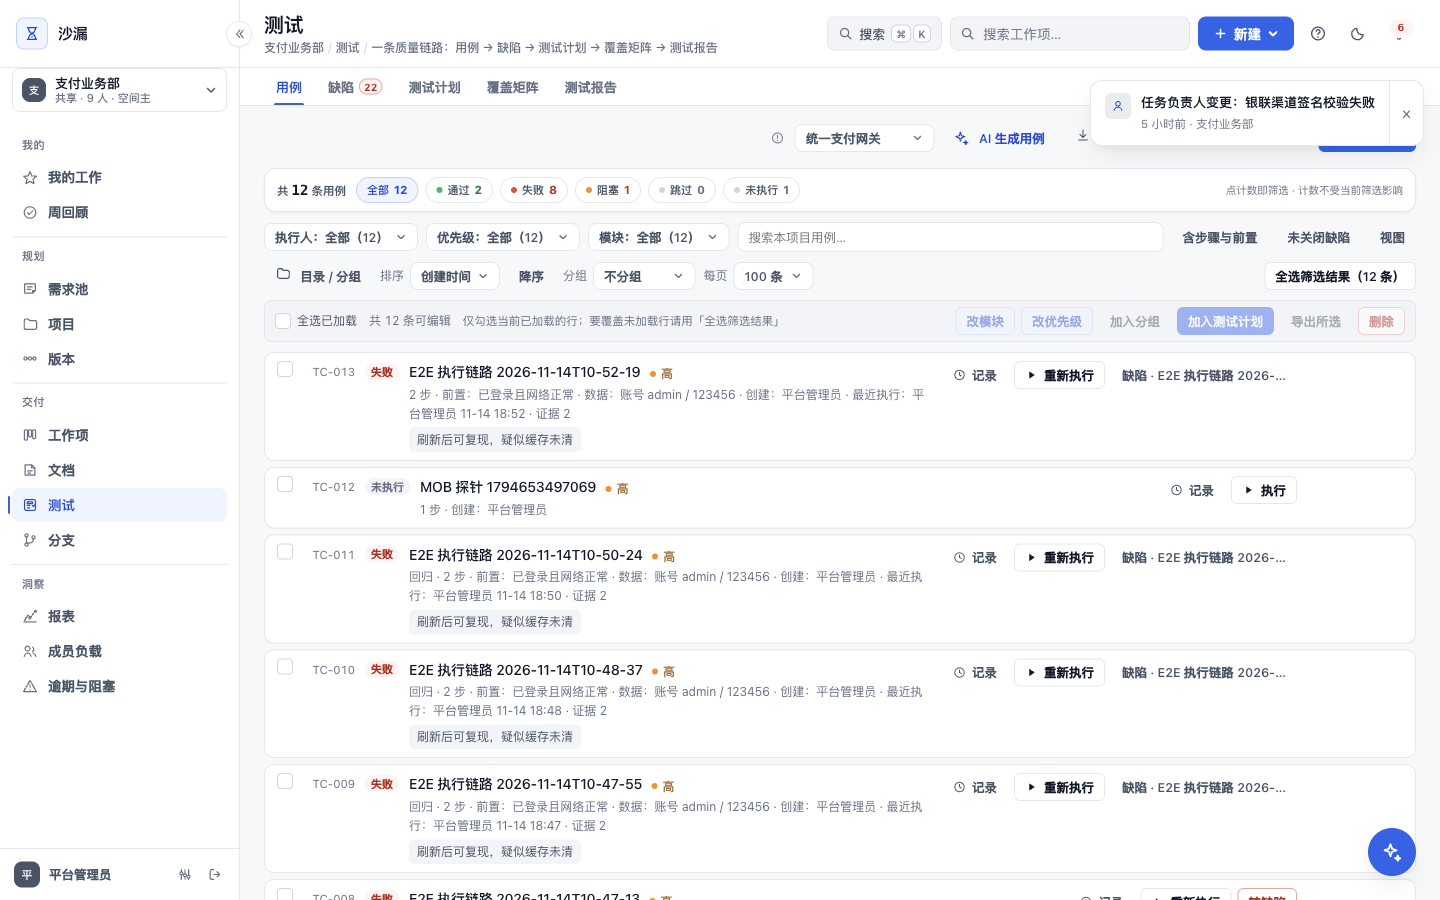 沙漏
支
支付业务部
共享 · 9 人 · 空间主
我的
我的工作
周回顾
规划
需求池
项目
版本
交付
工作项
文档
测试
分支
洞察
报表
成员负载
逾期与阻塞
平
平台管理员
测试
支付业务部 / 测试 / 一条质量链路：用例 → 缺陷 → 测试计划 → 覆盖矩阵 → 测试报告
搜索 ⌘ K
搜索工作项...
新建
6
用例
缺陷 22
测试计划
覆盖矩阵
测试报告
任务负责人变更：银联渠道签名校验失败
5 小时前 · 支付业务部
统一支付网关
AI 生成用例
共 12 条用例
全部 12
通过 2
失败 8
阻塞 1
跳过 0
未执行 1
点计数即筛选 · 计数不受当前筛选影响
执行人：全部（12）
优先级：全部（12）
模块：全部（12）
搜索本项目用例...
含步骤与前置
未关闭缺陷
视图
目录 / 分组
排序 创建时间
降序
分组 不分组
每页 100 条
全选筛选结果（12 条）
全选已加载 共 12 条可编辑 仅勾选当前已加载的行；要覆盖未加载行请用「全选筛选结果」
改模块
改优先级
加入分组
加入测试计划
导出所选
删除
TC-013 失败 E2E 执行链路 2026-11-14T10-52-19 高
2 步 · 前置：已登录且网络正常 · 数据：账号 admin / 123456 · 创建：平台管理员 · 最近执行：平
台管理员 11-14 18:52 · 证据 2
刷新后可复现，疑似缓存未清
记录 重新执行 缺陷 · E2E 执行链路 2026-...
TC-012 未执行 MOB 探针 1794653497069 高
1 步 · 创建：平台管理员
记录 执行
TC-011 失败 E2E 执行链路 2026-11-14T10-50-24 高
回归 · 2 步 · 前置：已登录且网络正常 · 数据：账号 admin / 123456 · 创建：平台管理员 · 最近执
行：平台管理员 11-14 18:50 · 证据 2
刷新后可复现，疑似缓存未清
记录 重新执行 缺陷 · E2E 执行链路 2026-...
TC-010 失败 E2E 执行链路 2026-11-14T10-48-37 高
回归 · 2 步 · 前置：已登录且网络正常 · 数据：账号 admin / 123456 · 创建：平台管理员 · 最近执
行：平台管理员 11-14 18:48 · 证据 2
刷新后可复现，疑似缓存未清
记录 重新执行 缺陷 · E2E 执行链路 2026-...
TC-009 失败 E2E 执行链路 2026-11-14T10-47-55 高
回归 · 2 步 · 前置：已登录且网络正常 · 数据：账号 admin / 123456 · 创建：平台管理员 · 最近执
行：平台管理员 11-14 18:47 · 证据 2
刷新后可复现，疑似缓存未清
记录 重新执行 缺陷 · E2E 执行链路 2026-...
TC-008 失败 E2E 执行链路 2026-11-14T10-47-13 高
记录 重新执行 转缺陷